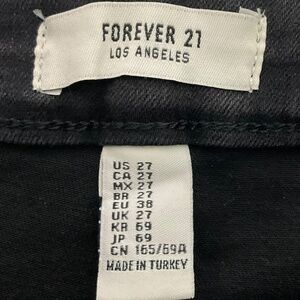 FOREVER 21
LOS ANGELES
US 27
CA 27
MX 27
BR 27
EU 38
UK 27
KR 69
JP 69
CN 165/69A
MADE IN TURKEY